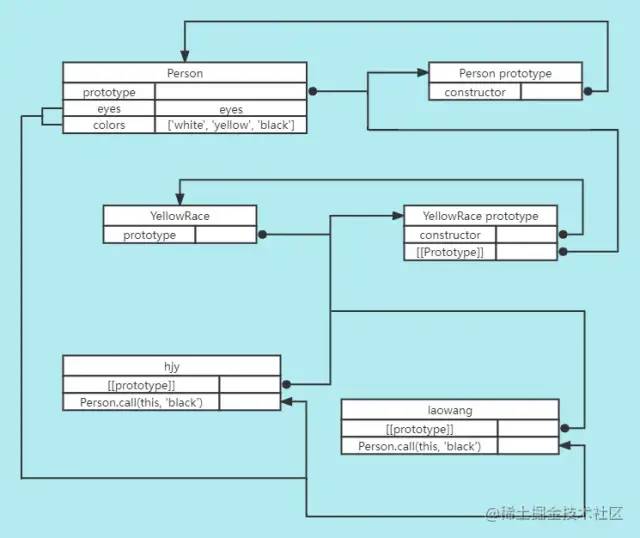 Person
prototype
eyes eyes
colors ['white', 'yellow', 'black']
Person prototype
constructor
YellowRace
prototype
YellowRace prototype
constructor
[[Prototype]]
hjy
[[prototype]]
Person.call(this, 'black')
laowang
[[prototype]]
Person.call(this, 'black')
@稀土掘金技术社区